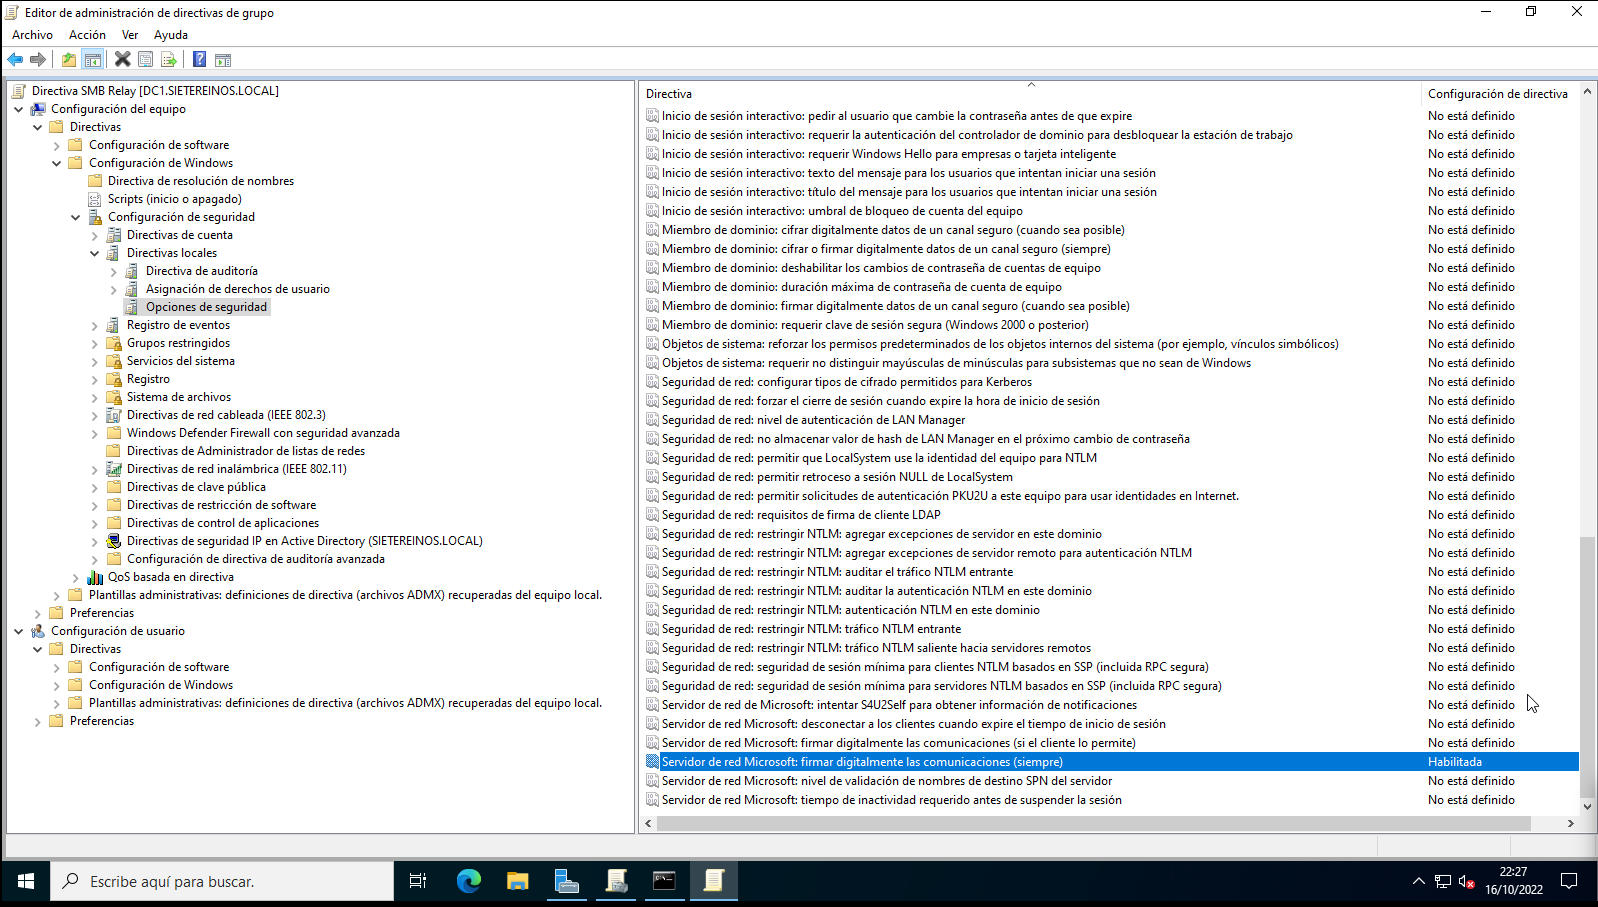 Editor de administración de directivas de grupo
Archivo Acción Ver Ayuda
Directiva SMB Relay [DC1.SIETEREINOS.LOCAL]
Configuración del equipo
Directivas
Configuración de software
Configuración de Windows
Directiva de resolución de nombres
Scripts (inicio o apagado)
Configuración de seguridad
Directivas de cuenta
Directivas locales
Directiva de auditoría
Asignación de derechos de usuario
Opciones de seguridad
Registro de eventos
Grupos restringidos
Servicios del sistema
Registro
Sistema de archivos
Directivas de red cableada (IEEE 802.3)
Windows Defender Firewall con seguridad avanzada
Directivas de Administrador de listas de redes
Directivas de red inalámbrica (IEEE 802.11)
Directivas de clave pública
Directivas de restricción de software
Directivas de control de aplicaciones
Directivas de seguridad IP en Active Directory (SIETEREINOS.LOCAL)
Configuración de directiva de auditoría avanzada
QoS basada en directiva
Plantillas administrativas: definiciones de directiva (archivos ADMX) recuperadas del equipo local.
Preferencias
Configuración de usuario
Directivas
Configuración de software
Configuración de Windows
Plantillas administrativas: definiciones de directiva (archivos ADMX) recuperadas del equipo local.
Preferencias
Directiva Configuración de directiva
Inicio de sesión interactivo: pedir al usuario que cambie la contraseña antes de que expire No está definido
Inicio de sesión interactivo: requerir la autenticación del controlador de dominio para desbloquear la estación de trabajo No está definido
Inicio de sesión interactivo: requerir Windows Hello para empresas o tarjeta inteligente No está definido
Inicio de sesión interactivo: texto del mensaje para los usuarios que intentan iniciar una sesión No está definido
Inicio de sesión interactivo: título del mensaje para los usuarios que intentan iniciar una sesión No está definido
Inicio de sesión interactivo: umbral de bloqueo de cuenta del equipo No está definido
Miembro de dominio: cifrar digitalmente datos de un canal seguro (cuando sea posible) No está definido
Miembro de dominio: cifrar o firmar digitalmente datos de un canal seguro (siempre) No está definido
Miembro de dominio: deshabilitar los cambios de contraseña de cuentas de equipo No está definido
Miembro de dominio: duración máxima de contraseña de cuenta de equipo No está definido
Miembro de dominio: firmar digitalmente datos de un canal seguro (cuando sea posible) No está definido
Miembro de dominio: requerir clave de sesión segura (Windows 2000 o posterior) No está definido
Objetos de sistema: reforzar los permisos predeterminados de los objetos internos del sistema (por ejemplo, vínculos simbólicos) No está definido
Objetos de sistema: requerir no distinguir mayúsculas de minúsculas para subsistemas que no sean de Windows No está definido
Seguridad de red: configurar tipos de cifrado permitidos para Kerberos No está definido
Seguridad de red: forzar el cierre de sesión cuando expire la hora de inicio de sesión No está definido
Seguridad de red: nivel de autenticación de LAN Manager No está definido
Seguridad de red: no almacenar valor de hash de LAN Manager en el próximo cambio de contraseña No está definido
Seguridad de red: permitir que LocalSystem use la identidad del equipo para NTLM No está definido
Seguridad de red: permitir retroceso a sesión NULL de LocalSystem No está definido
Seguridad de red: permitir solicitudes de autenticación PKU2U a este equipo para usar identidades en Internet. No está definido
Seguridad de red: requisitos de firma de cliente LDAP No está definido
Seguridad de red: restringir NTLM: agregar excepciones de servidor en este dominio No está definido
Seguridad de red: restringir NTLM: agregar excepciones de servidor remoto para autenticación NTLM No está definido
Seguridad de red: restringir NTLM: auditar el tráfico NTLM entrante No está definido
Seguridad de red: restringir NTLM: auditar la autenticación NTLM en este dominio No está definido
Seguridad de red: restringir NTLM: autenticación NTLM en este dominio No está definido
Seguridad de red: restringir NTLM: tráfico NTLM entrante No está definido
Seguridad de red: restringir NTLM: tráfico NTLM saliente hacia servidores remotos No está definido
Seguridad de red: seguridad de sesión mínima para clientes NTLM basados en SSP (incluida RPC segura) No está definido
Seguridad de red: seguridad de sesión mínima para servidores NTLM basados en SSP (incluida RPC segura) No está definido
Servidor de red de Microsoft: intentar S4U2Self para obtener información de notificaciones No está definido
Servidor de red Microsoft: desconectar a los clientes cuando expire el tiempo de inicio de sesión No está definido
Servidor de red Microsoft: firmar digitalmente las comunicaciones (si el cliente lo permite) No está definido
Servidor de red Microsoft: firmar digitalmente las comunicaciones (siempre) Habilitada
Servidor de red Microsoft: nivel de validación de nombres de destino SPN del servidor No está definido
Servidor de red Microsoft: tiempo de inactividad requerido antes de suspender la sesión No está definido
Escribe aquí para buscar.
22:27
16/10/2022